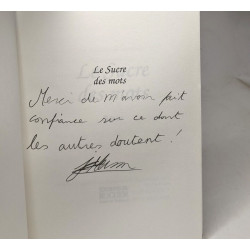 Le Sucre
des mots
Merci de m'avoir fait
confiance sur ce dont
les autres doutent !